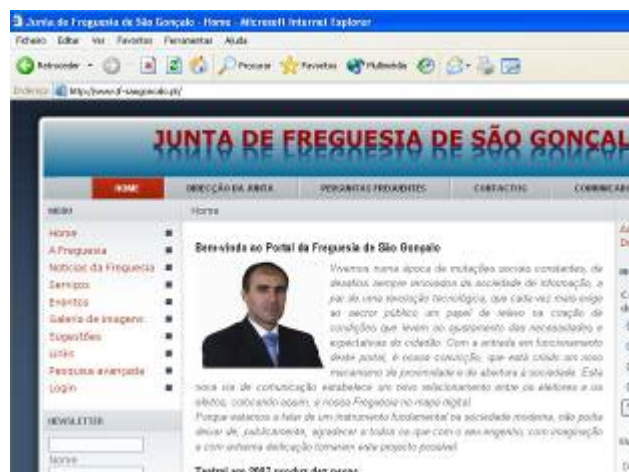 Junta de Freguesia de São Gonçalo - Home - Microsoft Internet Explorer
Ficheiro Editar Ver Favoritos Ferramentas Ajuda
Retroceder Procurar Favoritos Multimédia
Endereço
JUNTA DE FREGUESIA DE SÃO GONÇAL
HOME DIRECÇÃO DA JUNTA PERGUNTAS FREQUENTES CONTACTOS COMUNICAD
MENU
Home
Home
A Freguesia
Notícias da Freguesia
Serviços
Eventos
Galeria de imagens
Sugestões
Links
Pesquisa avançada
Login
NEWSLETTER
Nome
Bem-vindo ao Portal da Freguesia de São Gonçalo
Vivemos numa época de mutações sociais constantes, de
desafios sempre renovados da sociedade de informação, a
par de uma revolução tecnológica, que cada vez mais exige
ao sector público um papel de relevo na criação de
condições que levem ao ajustamento das necessidades e
expectativas do cidadão. Com a entrada em funcionamento
deste portal, é nossa convicção, que está criado um novo
mecanismo de proximidade e de abertura à sociedade. Esta
nova via de comunicação estabelece um novo relacionamento entre os eleitores e os
eleitos, colocando assim, a nossa Freguesia no mapa digital.
Porque estamos a falar de um instrumento fundamental na sociedade moderna, não podia
deixar de, publicamente, agradecer a todos os que com o seu engenho, com imaginação
e com extrema dedicação tornaram este projecto possível.